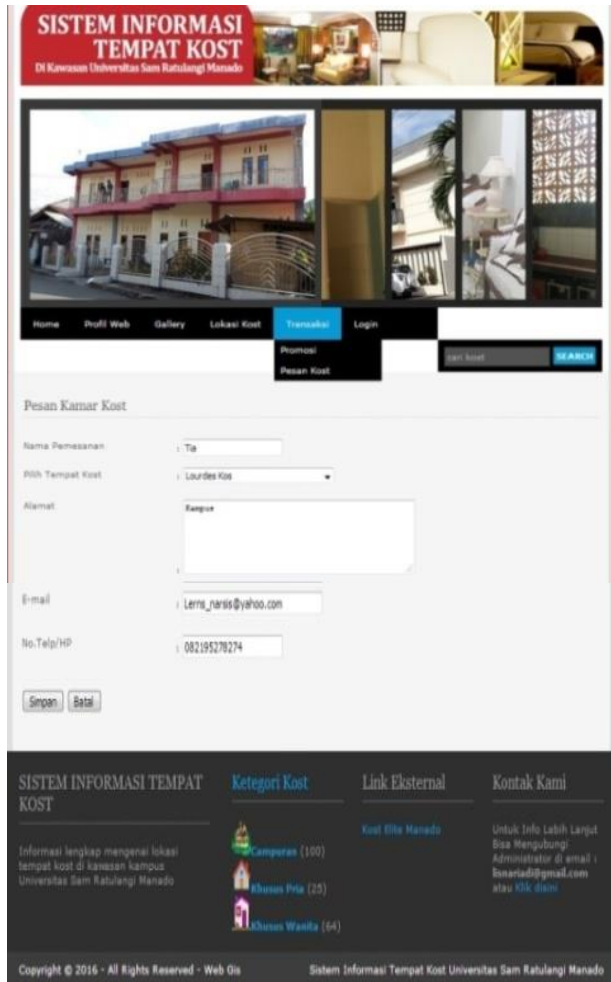 SISTEM INFORMASI
TEMPAT KOST
Di Kawasan Universitas Sam Ratulangi Manado
Home Profil Web Gallery Lokasi Kost Transaksi Login
Promosi
Pesan Kost
cari kost SEARCH
Pesan Kamar Kost
Nama Pemesanan : Tia
Pilih Tempat Kost : Lourdes Kos
Alamat : Kampus
E-mail : Lerns_narsis@yahoo.com
No.Telp/HP : 082195278274
Simpan Batal
SISTEM INFORMASI TEMPAT
KOST
Informasi lengkap mengenai lokasi
tempat kost di kawasan kampus
Universitas Sam Ratulangi Manado
Ketegori Kost
Campuran (100)
Khusus Pria (25)
Khusus Wanita (64)
Link Eksternal
Kost Elite Manado
Kontak Kami
Untuk Info Labih Lanjut
Bisa Mengubungi
Administrator di email :
lisnariadi@gmail.com
atau Klik disini
Copyright © 2016 - All Rights Reserved - Web Gis
Sistem Informasi Tempat Kost Universitas Sam Ratulangi Manado